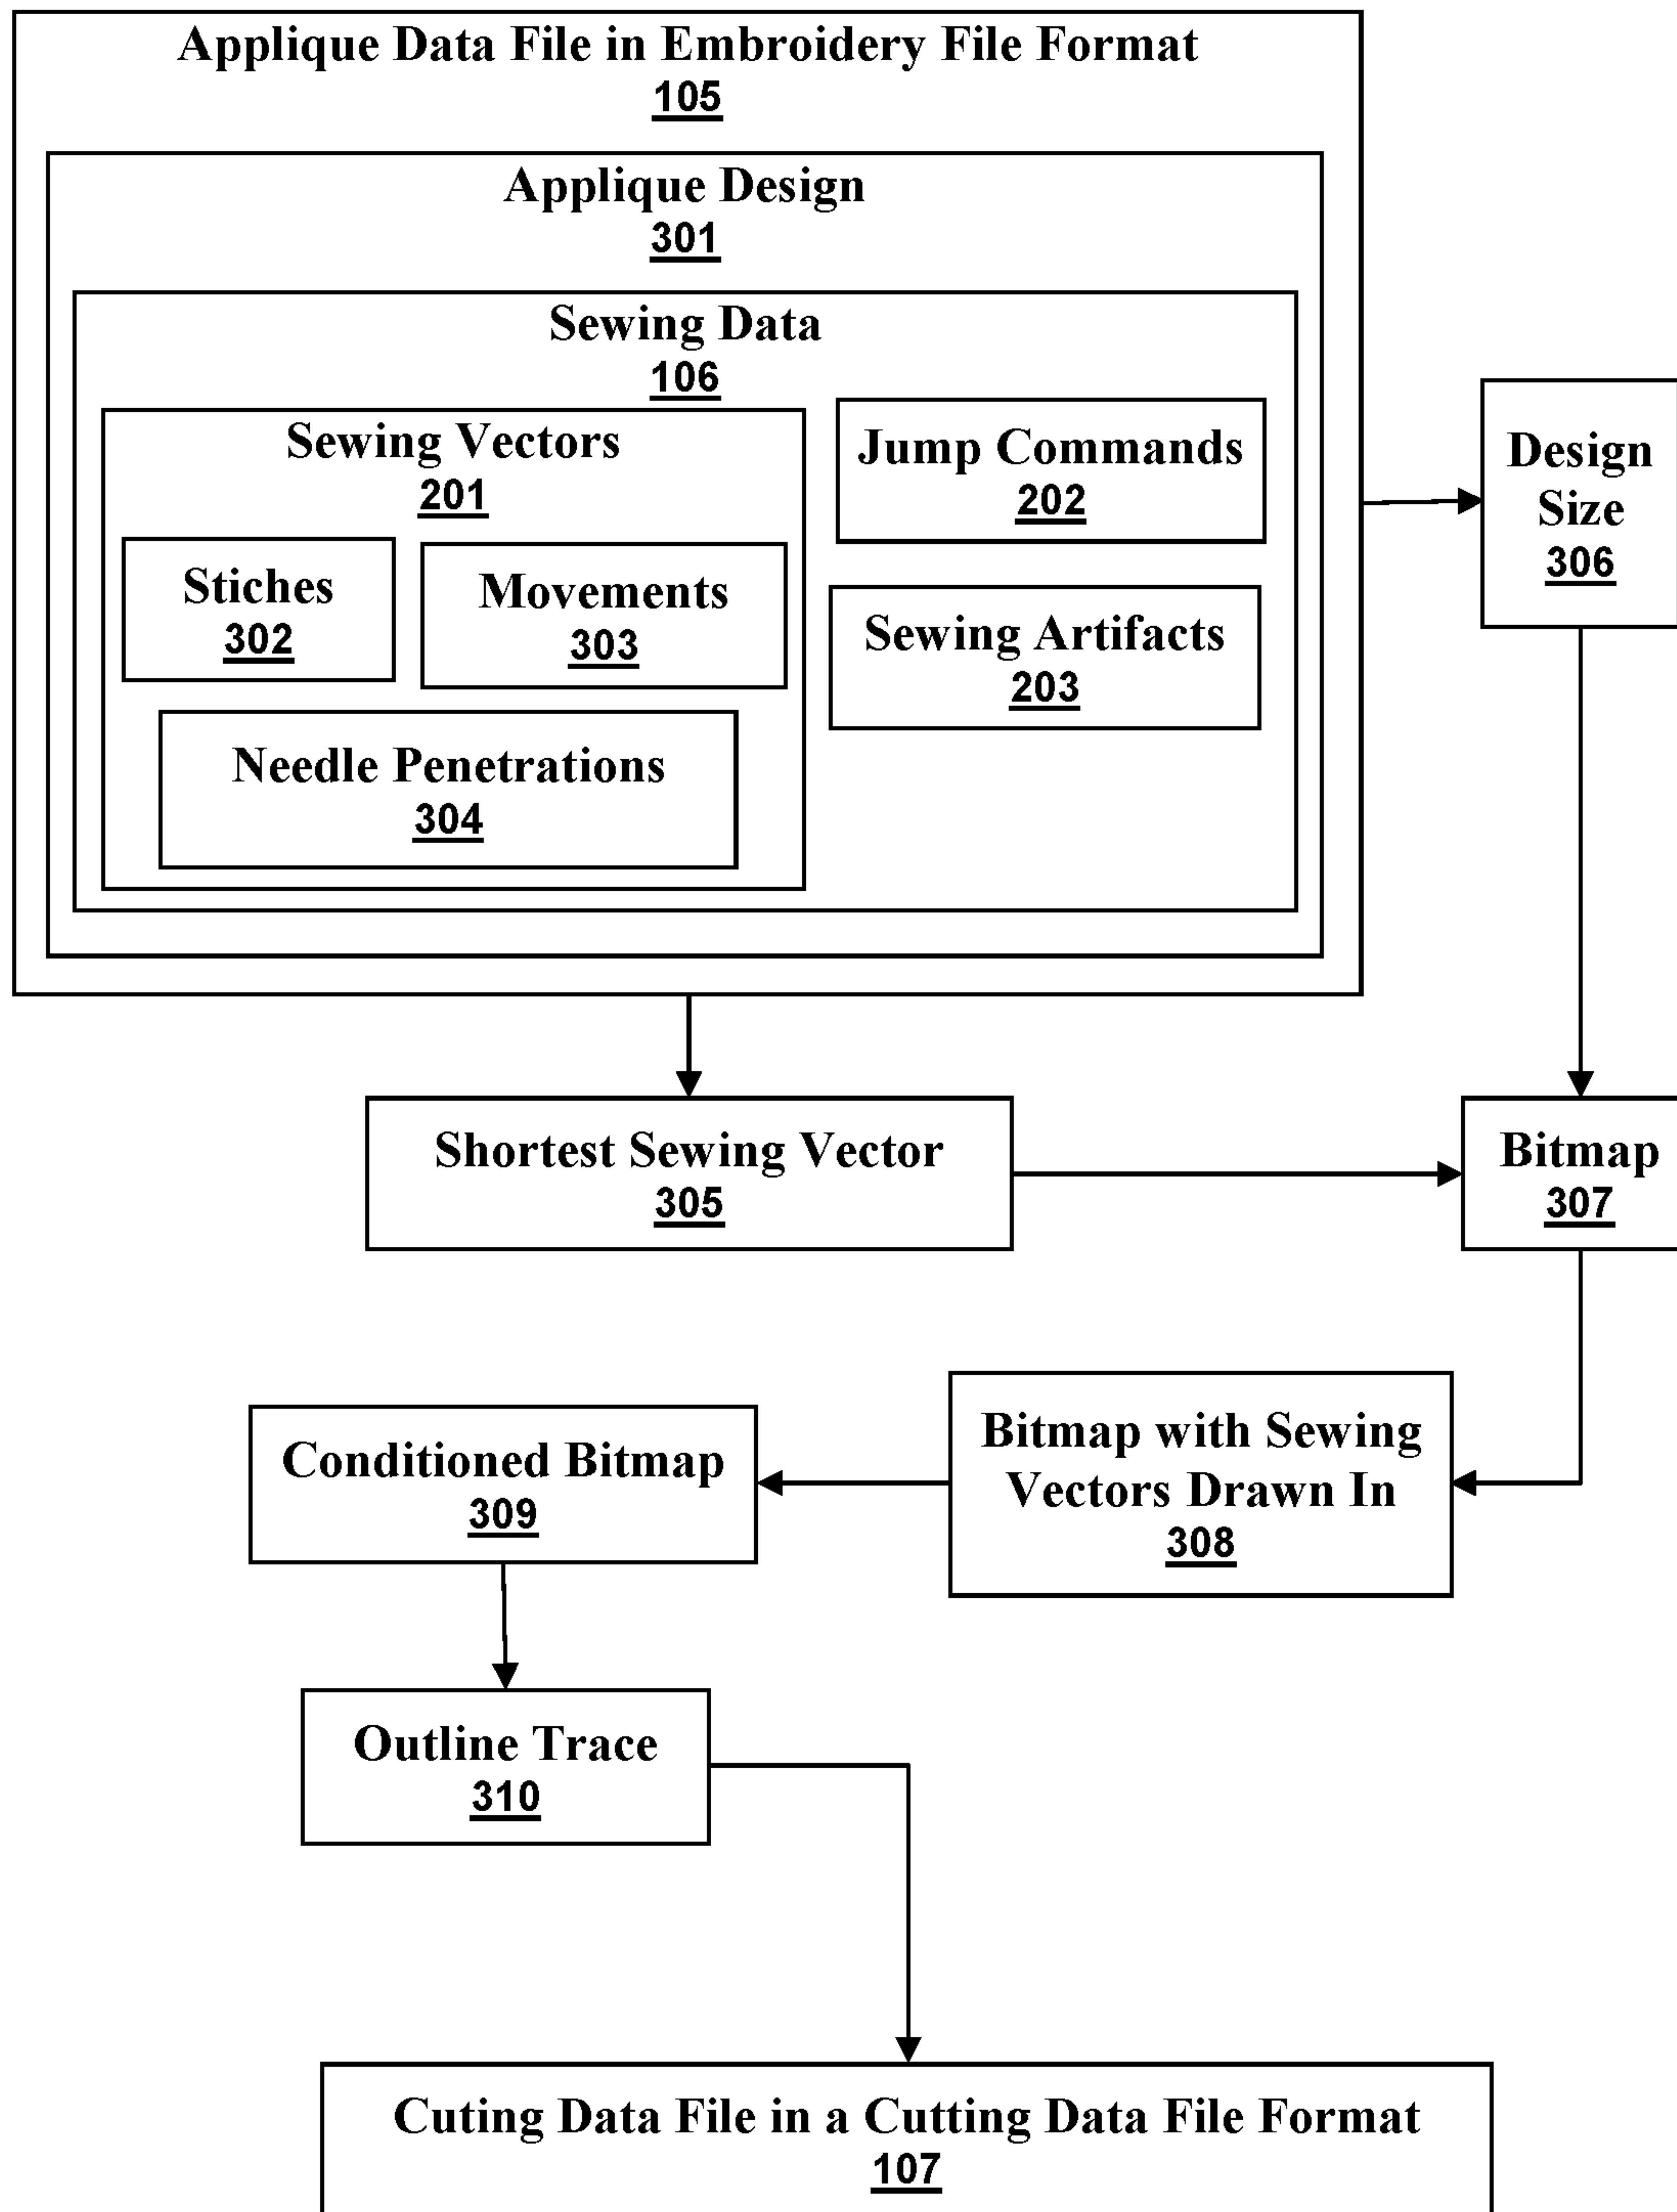 Applique Data File in Embroidery File Format
105
Applique Design
301
Sewing Data
106
Sewing Vectors
201
Jump Commands
202
Stiches
302
Movements
303
Sewing Artifacts
203
Needle Penetrations
304
Design
Size
306
Shortest Sewing Vector
305
Bitmap
307
Bitmap with Sewing
Vectors Drawn In
308
Conditioned Bitmap
309
Outline Trace
310
Cuting Data File in a Cutting Data File Format
107